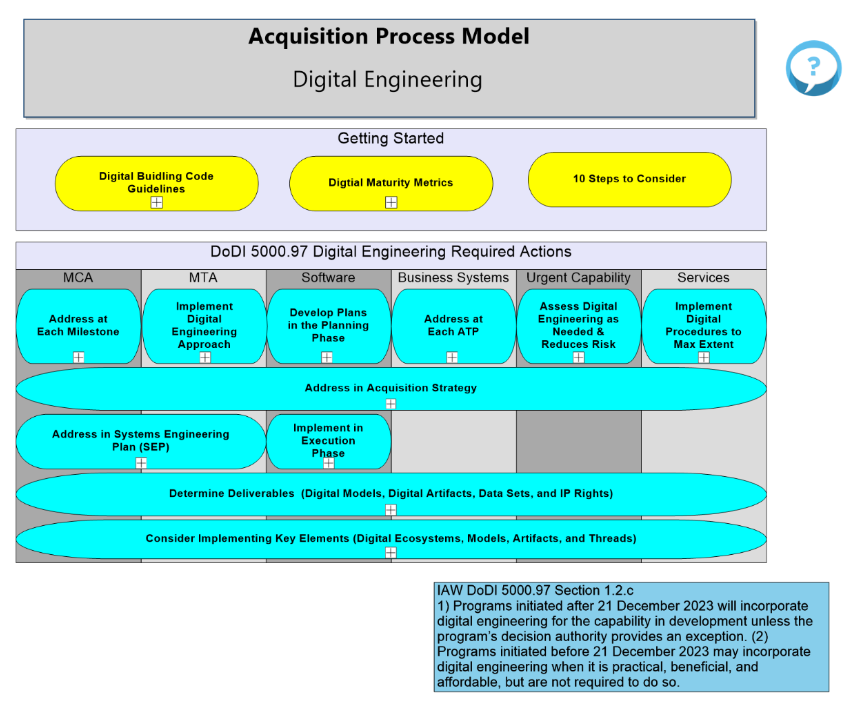 Acquisition Process Model
Digital Engineering
?
Getting Started
Digital Buidling Code
Guidelines
Digtial Maturity Metrics
10 Steps to Consider
DoDI 5000.97 Digital Engineering Required Actions
MCA
MTA
Software
Business Systems
Urgent Capability
Services
Address at
Each Milestone
Implement
Digital
Engineering
Approach
Develop Plans
in the Planning
Phase
Address at
Each ATP
Assess Digital
Engineering as
Needed &
Reduces Risk
Implement
Digital
Procedures to
Max Extent
Address in Acquisition Strategy
Address in Systems Engineering
Plan (SEP)
Implement in
Execution
Phase
Determine Deliverables (Digital Models, Digital Artifacts, Data Sets, and IP Rights)
Consider Implementing Key Elements (Digital Ecosystems, Models, Artifacts, and Threads)
IAW DoDI 5000.97 Section 1.2.c
1) Programs initiated after 21 December 2023 will incorporate
digital engineering for the capability in development unless the
program's decision authority provides an exception. (2)
Programs initiated before 21 December 2023 may incorporate
digital engineering when it is practical, beneficial, and
affordable, but are not required to do so.